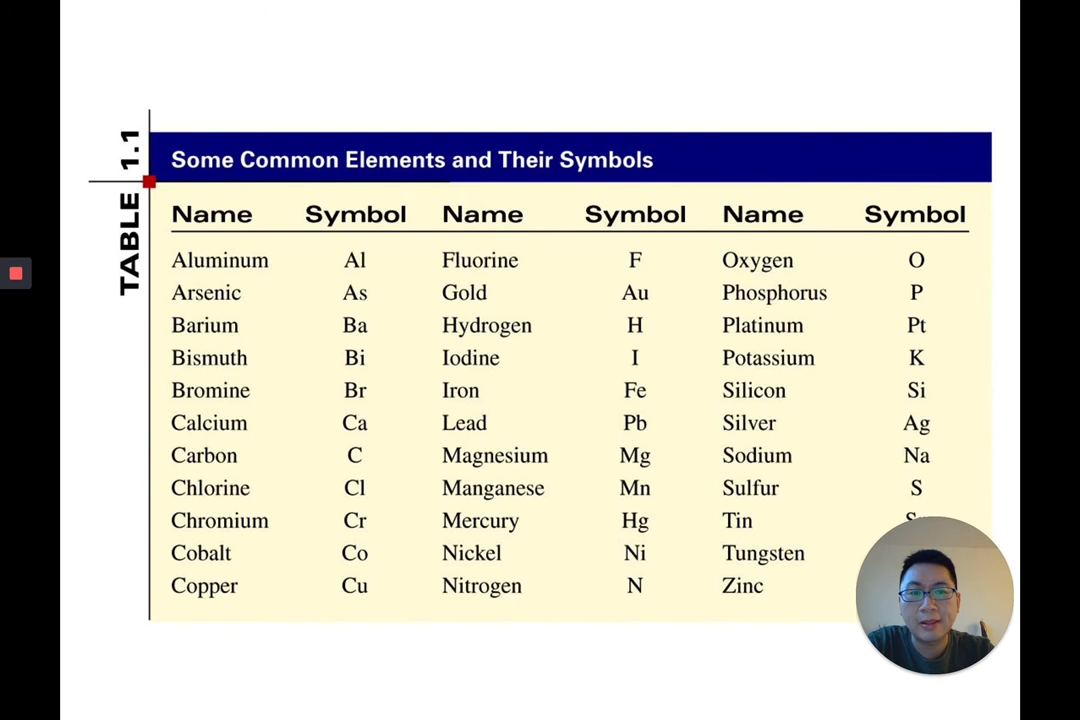 TABLE 1.1
Some Common Elements and Their Symbols
Name Symbol Name Symbol Name Symbol
Aluminum Al Fluorine F Oxygen O
Arsenic As Gold Au Phosphorus P
Barium Ba Hydrogen H Platinum Pt
Bismuth Bi Iodine I Potassium K
Bromine Br Iron Fe Silicon Si
Calcium Ca Lead Pb Silver Ag
Carbon C Magnesium Mg Sodium Na
Chlorine Cl Manganese Mn Sulfur S
Chromium Cr Mercury Hg Tin
Cobalt Co Nickel Ni Tungsten
Copper Cu Nitrogen N Zinc